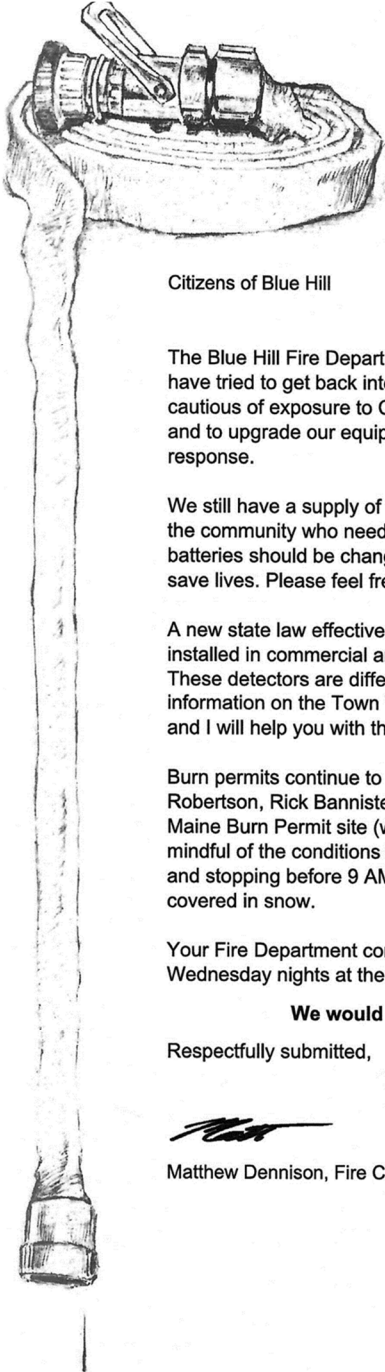 Citizens of Blue Hill
The Blue Hill Fire Depart
have tried to get back int
cautious of exposure to
and to upgrade our equip
response.
We still have a supply of
the community who need
batteries should be chang
save lives. Please feel fre
A new state law effective
installed in commercial a
These detectors are diffe
information on the Town
and I will help you with th
Burn permits continue to
Robertson, Rick Banniste
Maine Burn Permit site (
mindful of the conditions
and stopping before 9 AM
covered in snow.
Your Fire Department co
Wednesday nights at the
We would
Respectfully submitted,
Matt
Matthew Dennison, Fire C